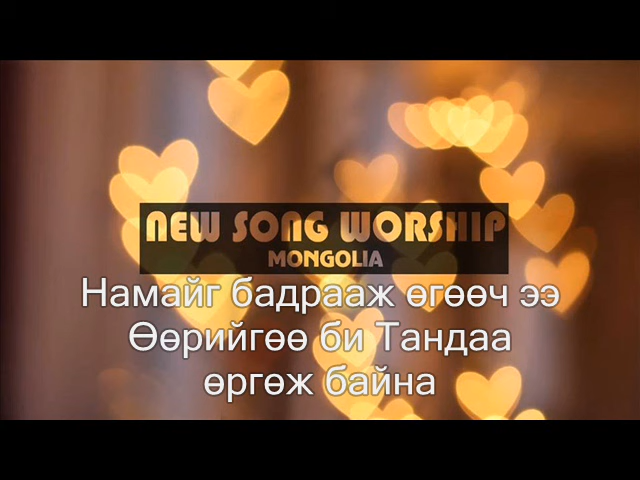 NEW SONG WORSHIP
MONGOLIA
Намайг бадрааж өгөөч ээ
Өөрийгөө би Тандаа
өргөж байна